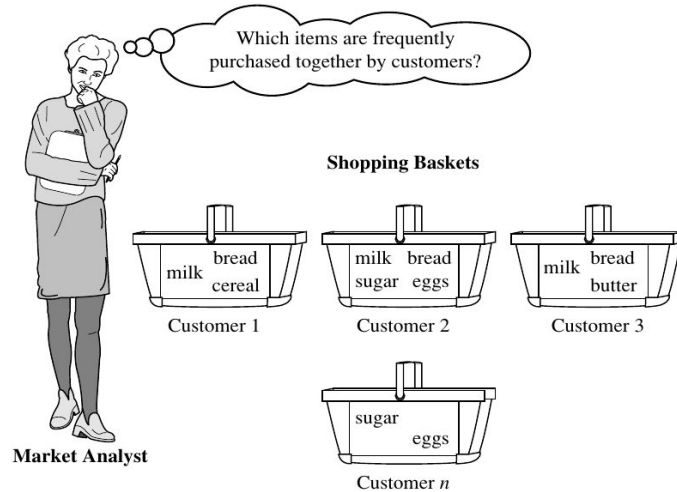 Which items are frequently
purchased together by customers?
Shopping Baskets
milk bread
cereal
Customer 1
milk bread
sugar eggs
Customer 2
milk bread
butter
Customer 3
sugar
eggs
Customer n
Market Analyst